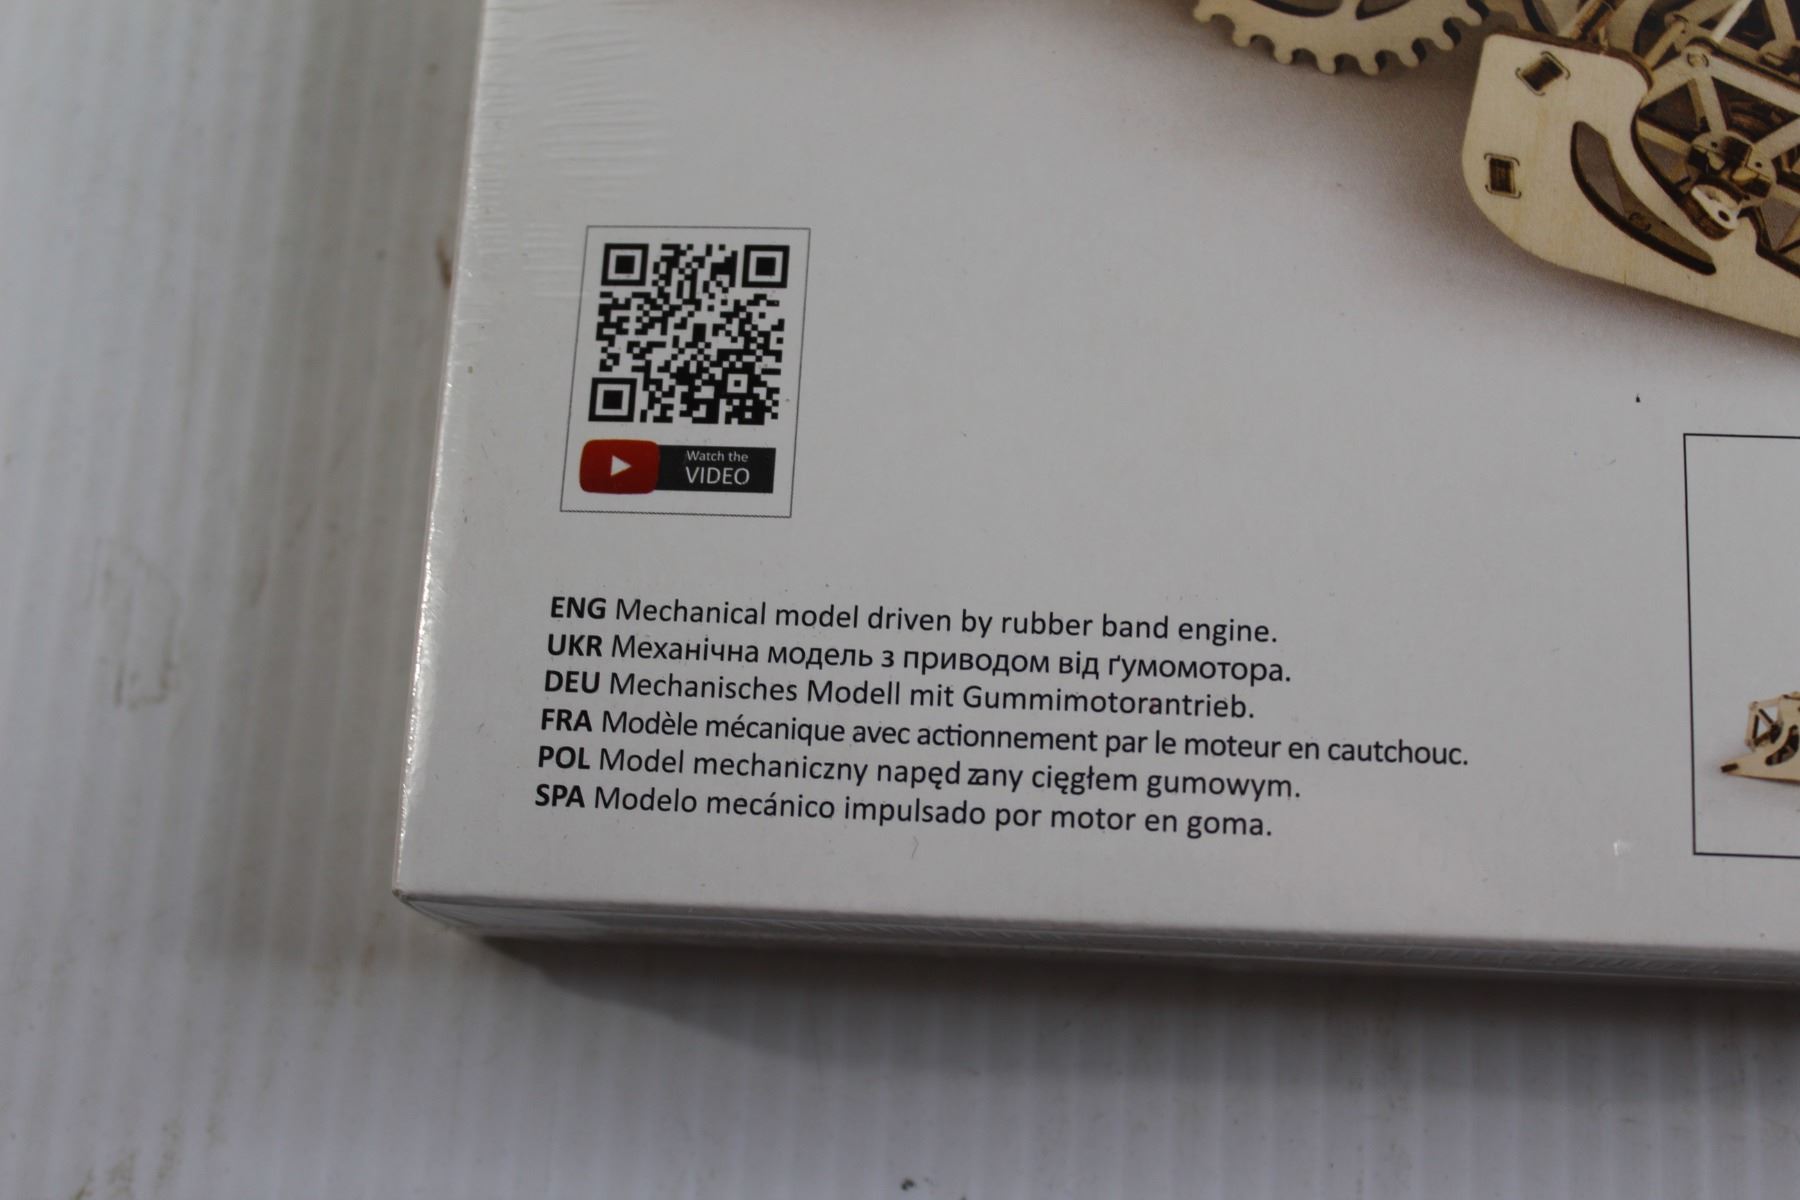 Watch the
VIDEO
ENG Mechanical model driven by rubber band engine.
UKR Механічна модель з приводом від ґумомотора.
DEU Mechanisches Modell mit Gummimotorantrieb.
FRA Modèle mécanique avec actionnement par le moteur en cautchouc.
POL Model mechaniczny napęd zany cięgłem gumowym.
SPA Modelo mecánico impulsado por motor en goma.